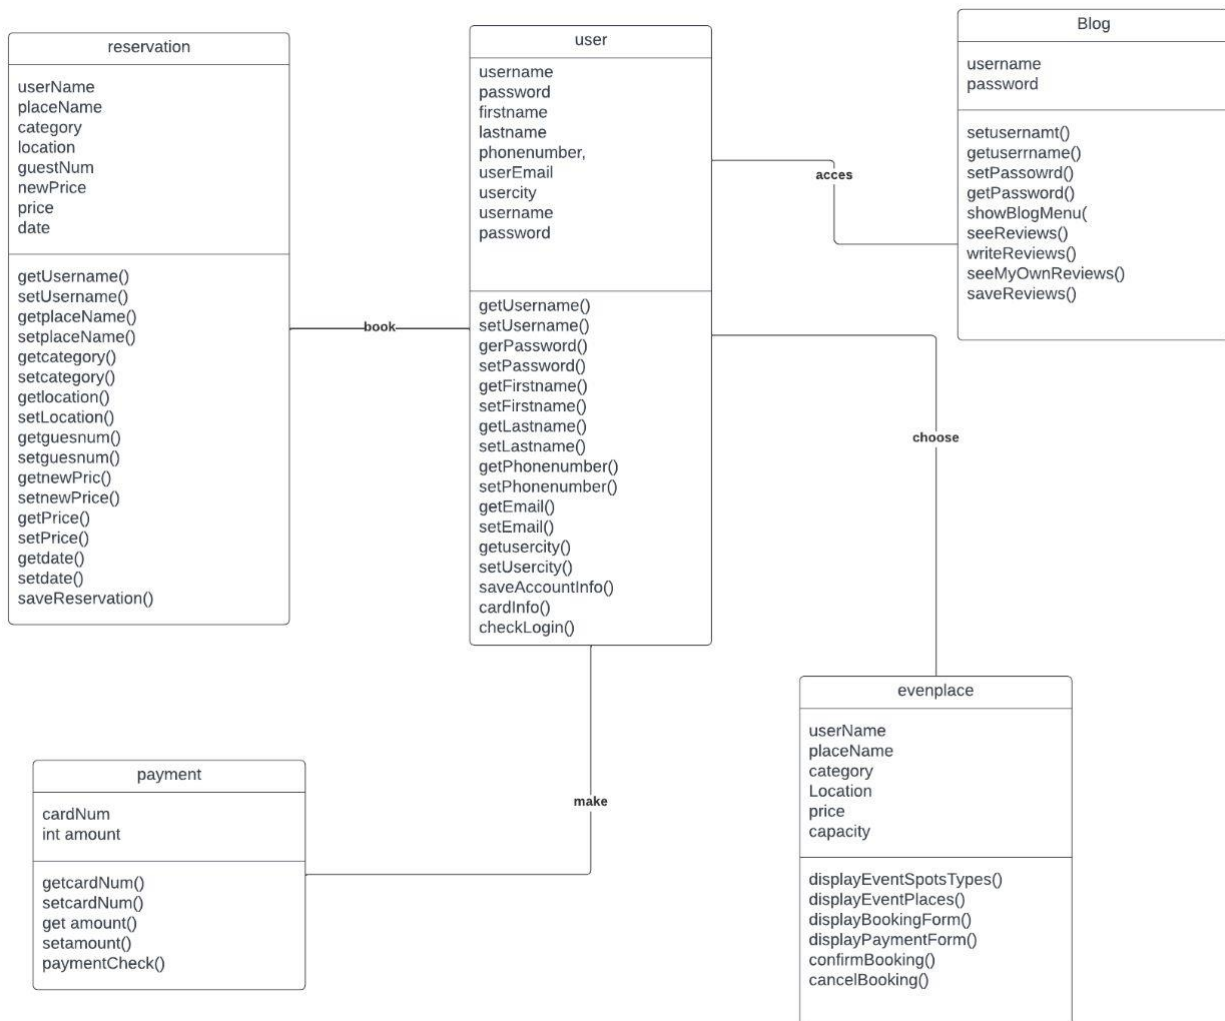 reservation
userName
placeName
category
location
guestNum
newPrice
price
date
getUsername()
setUsername()
getplaceName()
setplaceName()
getcategory()
setcategory()
getlocation()
setLocation()
getguesnum()
setguesnum()
getnewPric()
setnewPrice()
getPrice()
setPrice()
getdate()
setdate()
saveReservation()
book
user
username
password
firstname
lastname
phonenumber,
userEmail
usercity
username
password
getUsername()
setUsername()
gerPassword()
setPassword()
getFirstname()
setFirstname()
getLastname()
setLastname()
getPhonenumber()
setPhonenumber()
getEmail()
setEmail()
getusercity()
setUsercity()
saveAccountInfo()
cardInfo()
checkLogin()
acces
Blog
username
password
setusernamt()
getuserrname()
setPassowrd()
getPassword()
showBlogMenu(
seeReviews()
writeReviews()
seeMyOwnReviews()
saveReviews()
choose
payment
cardNum
int amount
getcardNum()
setcardNum()
get amount()
setamount()
paymentCheck()
make
evenplace
userName
placeName
category
Location
price
capacity
displayEventSpotsTypes()
displayEventPlaces()
displayBookingForm()
displayPaymentForm()
confirmBooking()
cancelBooking()